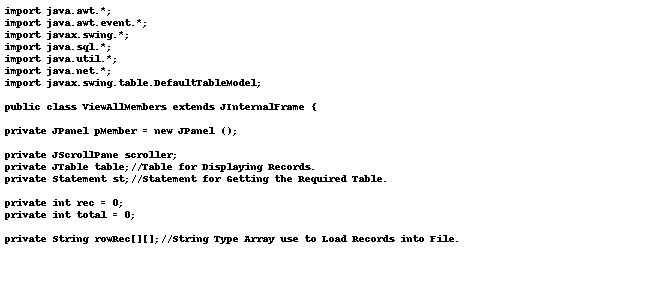 import java.awt.*;
import java.awt.event.*;
import javax.swing.*;
import java.sql.*;
import java.util.*;
import java.net.*;
import javax.swing.table.DefaultTableModel;
public class ViewAllMembers extends JInternalFrame {
private JPanel pMember = new JPanel ();
private JScrollPane scroller;
private JTable table;//Table for Displaying Records.
private Statement st;//Statement for Getting the Required Table.
private int rec = 0;
private int total = 0;
private String rowRec[][];//String Type Array use to Load Records into File.